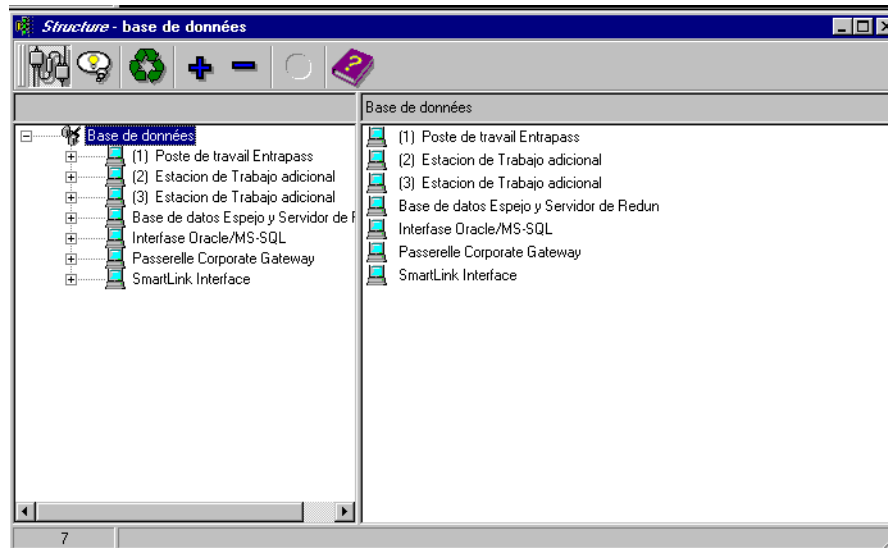 Structure - base de données
Base de données
Base de données
(1) Poste de travail Entrapass
(2) Estacion de Trabajo adicional
(3) Estacion de Trabajo adicional
Base de datos Espejo y Servidor de
Interfase Oracle/MS-SQL
Passerelle Corporate Gateway
SmartLink Interface
(1) Poste de travail Entrapass
(2) Estacion de Trabajo adicional
(3) Estacion de Trabajo adicional
Base de datos Espejo y Servidor de Redun
Interfase Oracle/MS-SQL
Passerelle Corporate Gateway
SmartLink Interface
7